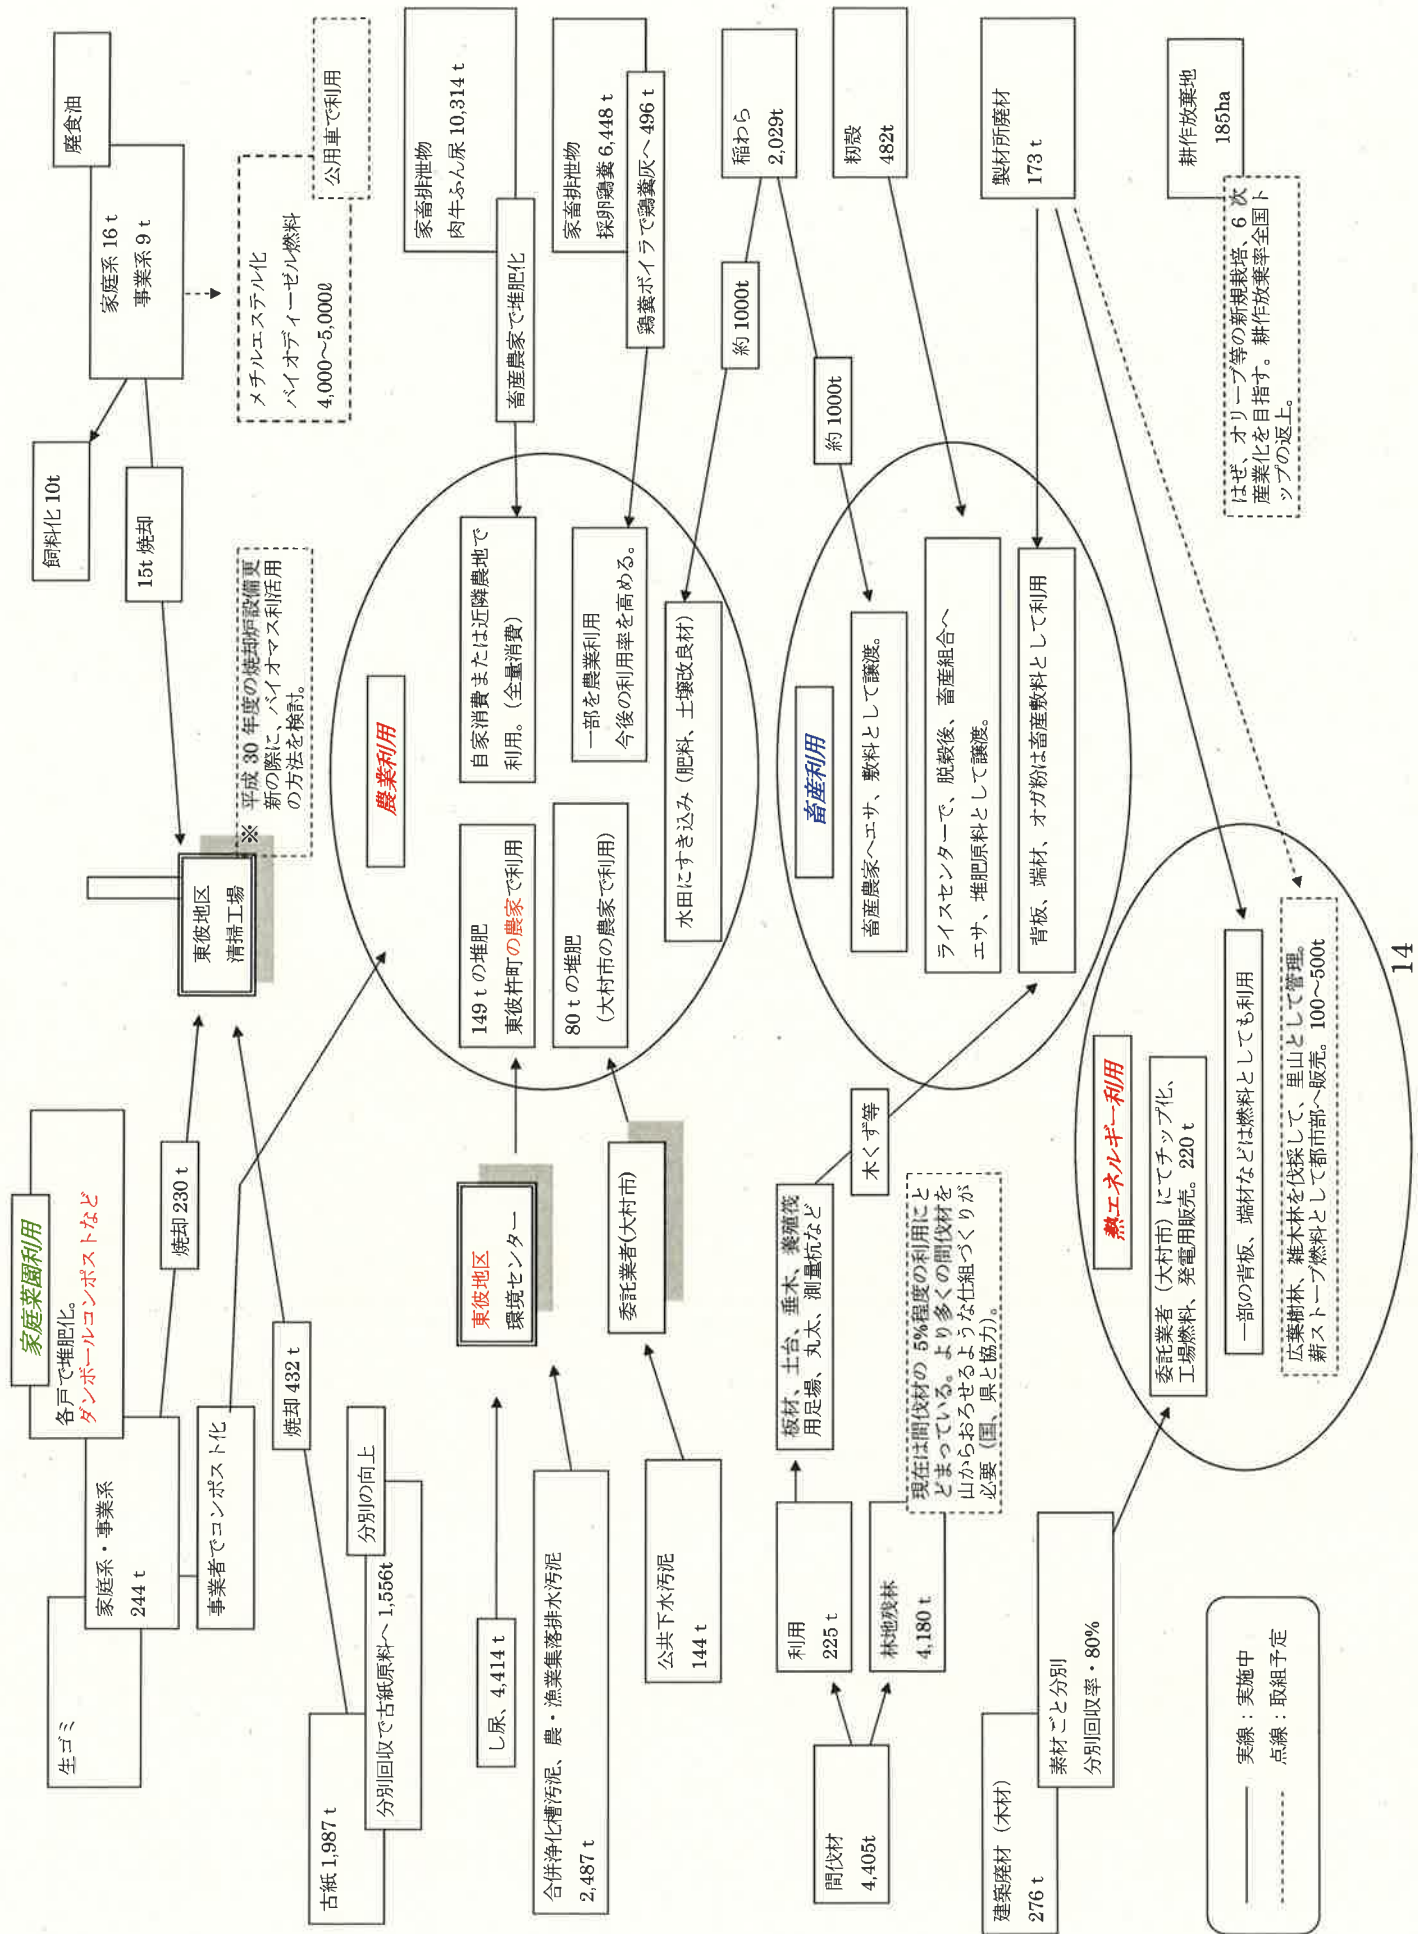 生ゴミ
家庭系・事業系
244ｔ
家庭菜園利用
各戸で堆肥化。
ダンボールコンポストなど
焼却 230ｔ
事業者でコンポスト化
東彼地区
清掃工場
廃食油
家庭系 16ｔ
事業系 9ｔ
飼料化 10t
15t 焼却
※ 平成 30 年度の焼却炉設備更
新の際に、バイオマス利活用
の方法を検討。
メチルエステル化
バイオディーゼル燃料
4,000～5,000ℓ
公用車で利用
古紙 1,987ｔ
分別回収で古紙原料へ 1,556t
分別の向上
焼却 432ｔ
し尿、4,414ｔ
合併浄化槽汚泥、農・漁業集落排水汚泥
2,487ｔ
東彼地区
環境センター
公共下水汚泥
144ｔ
委託業者(大村市)
農業利用
149ｔの堆肥
東彼杵町の農家で利用
80ｔの堆肥
(大村市の農家で利用)
自家消費または近隣農地で
利用。（全量消費）
一部を農業利用
今後の利用率を高める。
水田にすき込み（肥料、土壌改良材）
家畜排泄物
肉牛ふん尿 10,314ｔ
畜産農家で堆肥化
家畜排泄物
採卵鶏糞 6,448ｔ
鶏糞ボイラで鶏糞灰へ 496ｔ
稲わら
2,029t
約 1000t
約 1000t
籾殻
482t
製材所廃材
173ｔ
間伐材
4,405t
利用
225ｔ
林地残林
4,180ｔ
板材、土台、垂木、養殖筏
用足場、丸太、測量杭など
木くず等
現在は間伐材の 5%程度の利用にと
どまっている。より多くの間伐材を
山からおろせるような仕組づくりが
必要（国、県と協力）。
畜産利用
畜産農家へエサ、敷料として譲渡。
ライスセンターで、脱穀後、畜産組合へ
エサ、堆肥原料として譲渡。
背板、端材、オガ粉は畜産敷料として利用
建築廃材（木材）
276ｔ
素材ごと分別
分別回収率・80%
熱エネルギー利用
委託業者（大村市）にてチップ化、
工場燃料、発電用販売。220ｔ
一部の背板、端材などは燃料としても利用
広葉樹林、雑木林を伐採して、里山として管理。
薪ストーブ燃料として都市部へ販売。100～500t
耕作放棄地
185ha
はぜ、オリーブ等の新規栽培、6 次
産業化を目指す。耕作放棄率全国ト
ップの返上。
実線：実施中
点線：取組予定
14